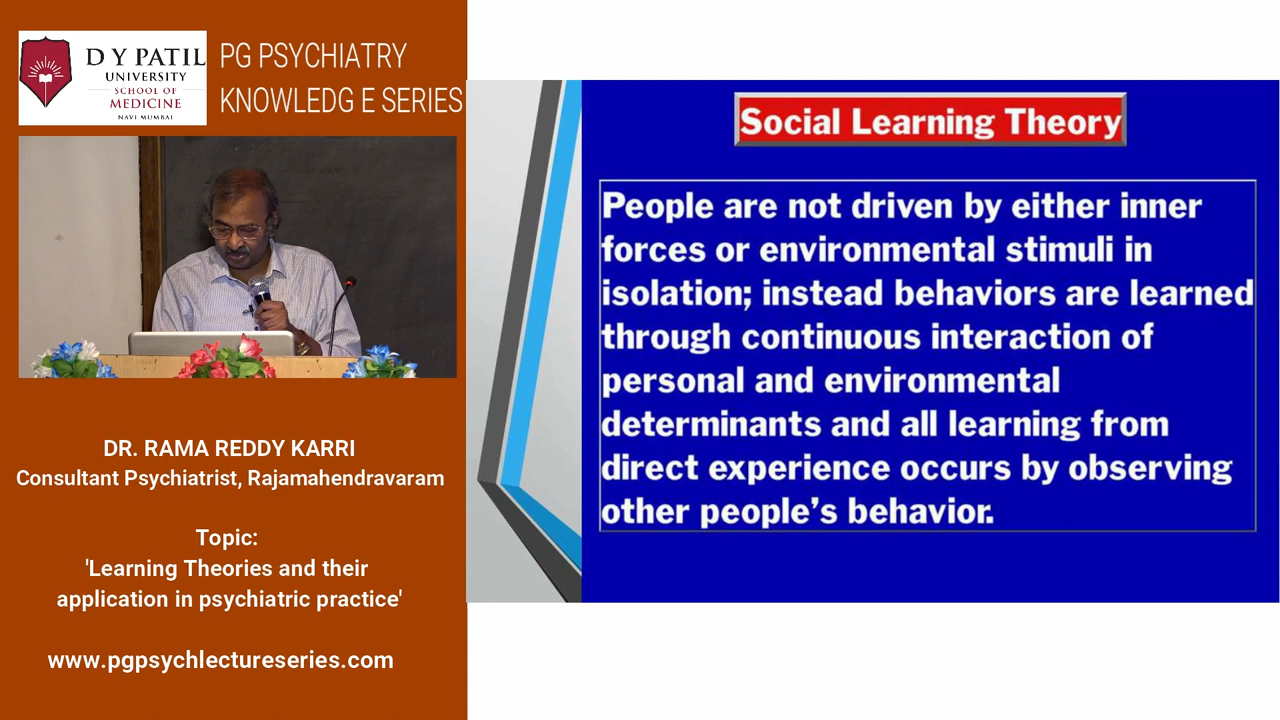 D Y PATIL
UNIVERSITY
SCHOOL OF
MEDICINE
NAVI MUMBAI
PG PSYCHIATRY
KNOWLEDG E SERIES
DR. RAMA REDDY KARRI
Consultant Psychiatrist, Rajamahendravaram
Topic:
'Learning Theories and their
application in psychiatric practice'
www.pgpsychlectureseries.com
Social Learning Theory
People are not driven by either inner
forces or environmental stimuli in
isolation; instead behaviors are learned
through continuous interaction of
personal and environmental
determinants and all learning from
direct experience occurs by observing
other people’s behavior.